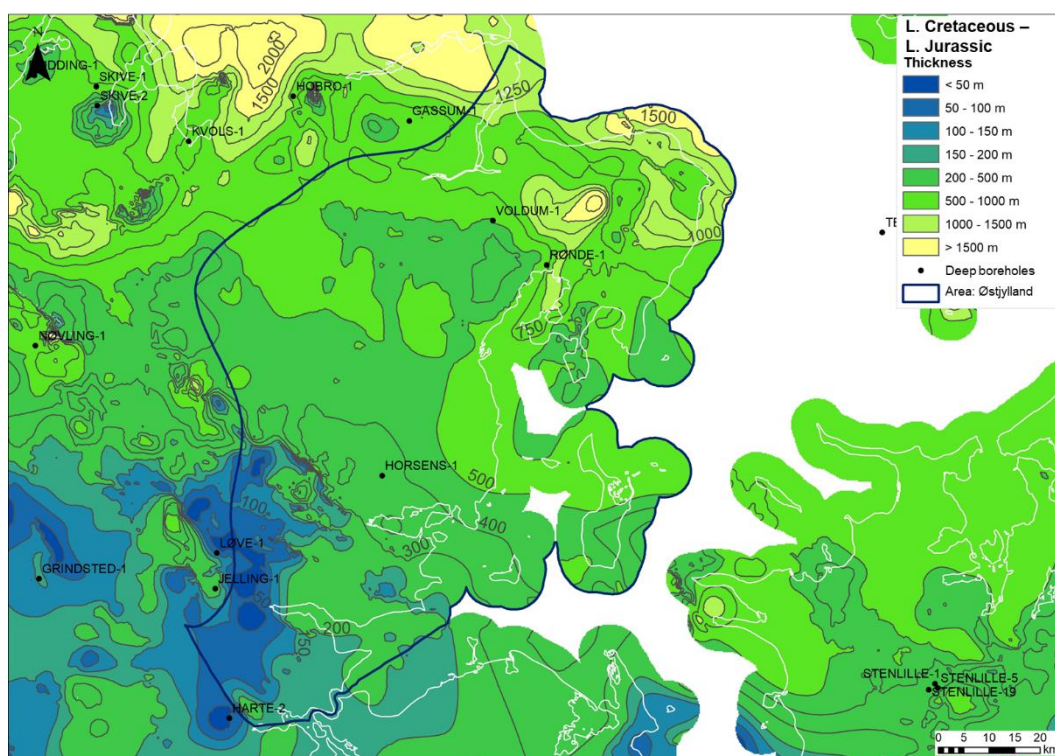 L. Cretaceous –
L. Jurassic
Thickness
< 50 m
50 - 100 m
100 - 150 m
150 - 200 m
200 - 500 m
500 - 1000 m
1000 - 1500 m
> 1500 m
Deep boreholes
Area: Østjylland
N
SKIVE-1
SKIVE-2
KVOLS-1
HOBRO-1
GASSUM-1
VOLDUM-1
RØNDE-1
TE
NØVLING-1
HORSENS-1
LØVE-1
JELLING-1
GRINDSTED-1
HARTE-2
STENLILLE-1
STENLILLE-5
STENLILLE-19
2000
1500
1250
1500
1000
750
500
400
300
200
150
100
50
0 5 10 20
km